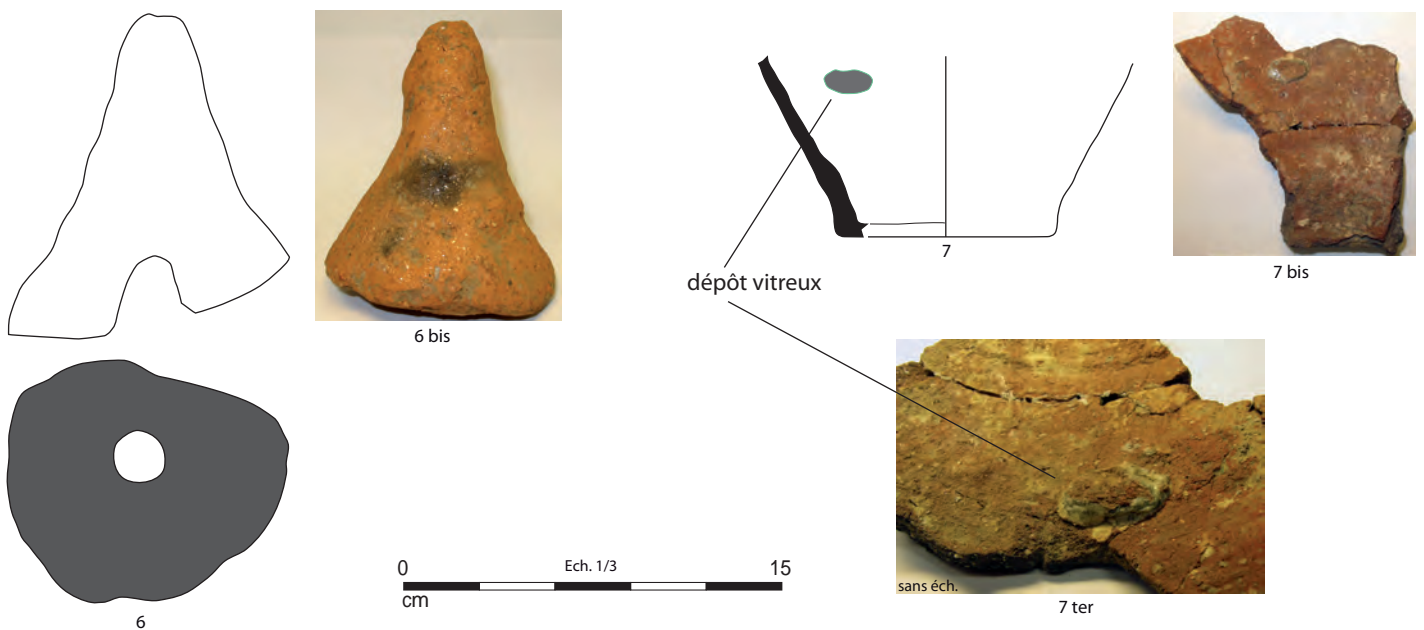 6 bis
7
7 bis
dépôt vitreux
0
Ech. 1/3
15
cm
sans éch.
7 ter
6